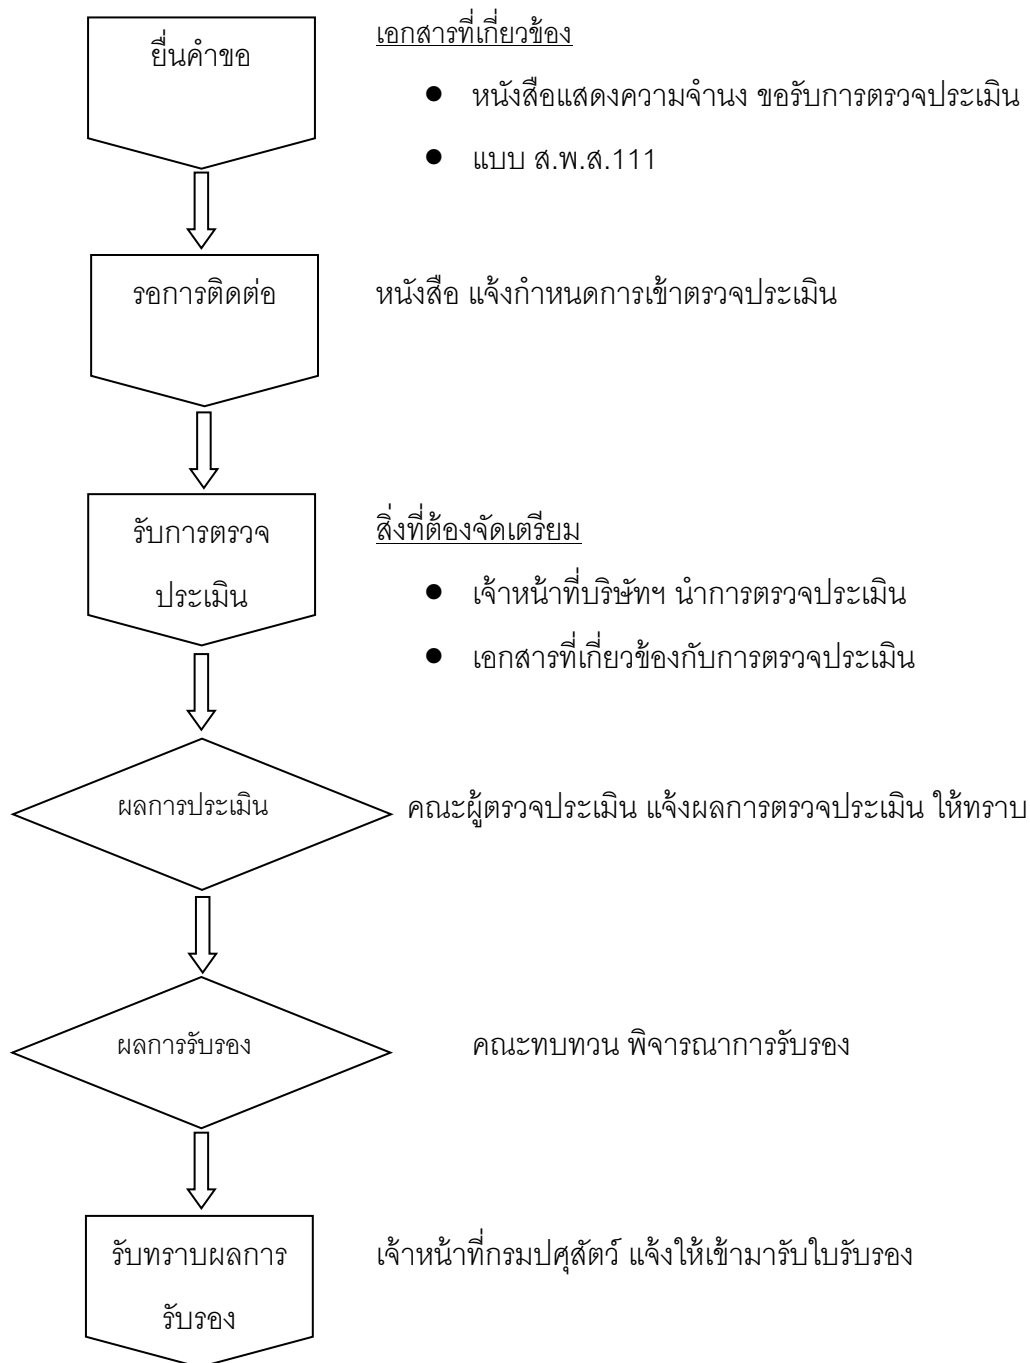 ยื่นคำขอ
เอกสารที่เกี่ยวข้อง
● หนังสือแสดงความจำนง ขอรับการตรวจประเมิน
● แบบ ส.พ.ส.111
รอการติดต่อ
หนังสือ แจ้งกำหนดการเข้าตรวจประเมิน
รับการตรวจ
ประเมิน
สิ่งที่ต้องจัดเตรียม
● เจ้าหน้าที่บริษัทฯ นำการตรวจประเมิน
● เอกสารที่เกี่ยวข้องกับการตรวจประเมิน
ผลการประเมิน
คณะผู้ตรวจประเมิน แจ้งผลการตรวจประเมิน ให้ทราบ
ผลการรับรอง
คณะทบทวน พิจารณาการรับรอง
รับทราบผลการ
รับรอง
เจ้าหน้าที่กรมปศุสัตว์ แจ้งให้เข้ามารับใบรับรอง